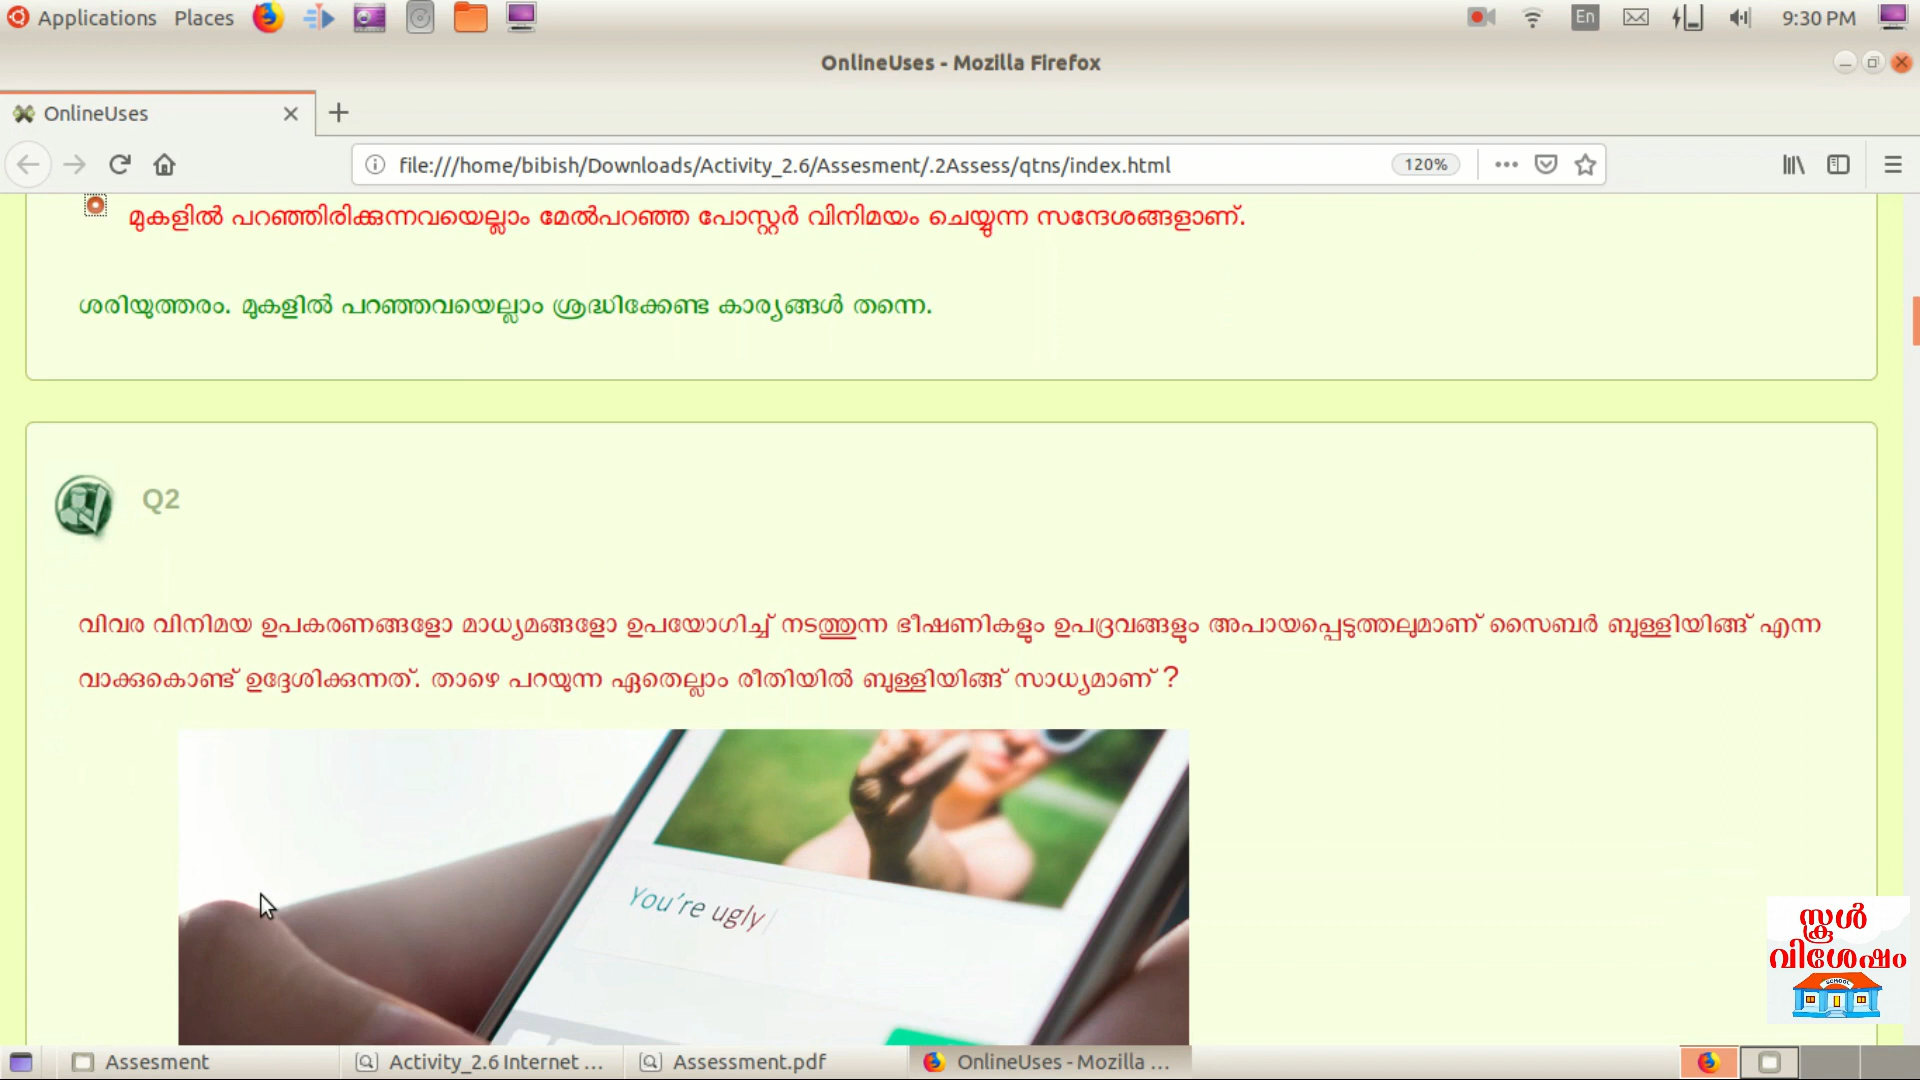 Applications Places En 9:30 PM
OnlineUses - Mozilla Firefox
OnlineUses
file:///home/bibish/Downloads/Activity_2.6/Assesment/.2Assess/qtns/index.html 120%
മുകളിൽ പറഞ്ഞിരിക്കുന്നവയെല്ലാം മേൽപറഞ്ഞ പോസ്റ്റർ വിനിമയം ചെയ്യുന്ന സന്ദേശങ്ങളാണ്.
ശരിയുത്തരം. മുകളിൽ പറഞ്ഞവയെല്ലാം ശ്രദ്ധിക്കേണ്ട കാര്യങ്ങൾ തന്നെ.
Q2
വിവര വിനിമയ ഉപകരണങ്ങളോ മാധ്യമങ്ങളോ ഉപയോഗിച്ച് നടത്തുന്ന ഭീഷണികളും ഉപദ്രവങ്ങളും അപായപ്പെടുത്തലുമാണ് സൈബർ ബുള്ളിയിങ്ങ് എന്ന
വാക്കുകൊണ്ട് ഉദ്ദേശിക്കുന്നത്. താഴെ പറയുന്ന ഏതെല്ലാം രീതിയിൽ ബുള്ളിയിങ്ങ് സാധ്യമാണ് ?
You're ugly
സ്കൂൾ
വിശേഷം
SCHOOL
Assesment Activity_2.6 Internet ... Assessment.pdf OnlineUses - Mozilla ...